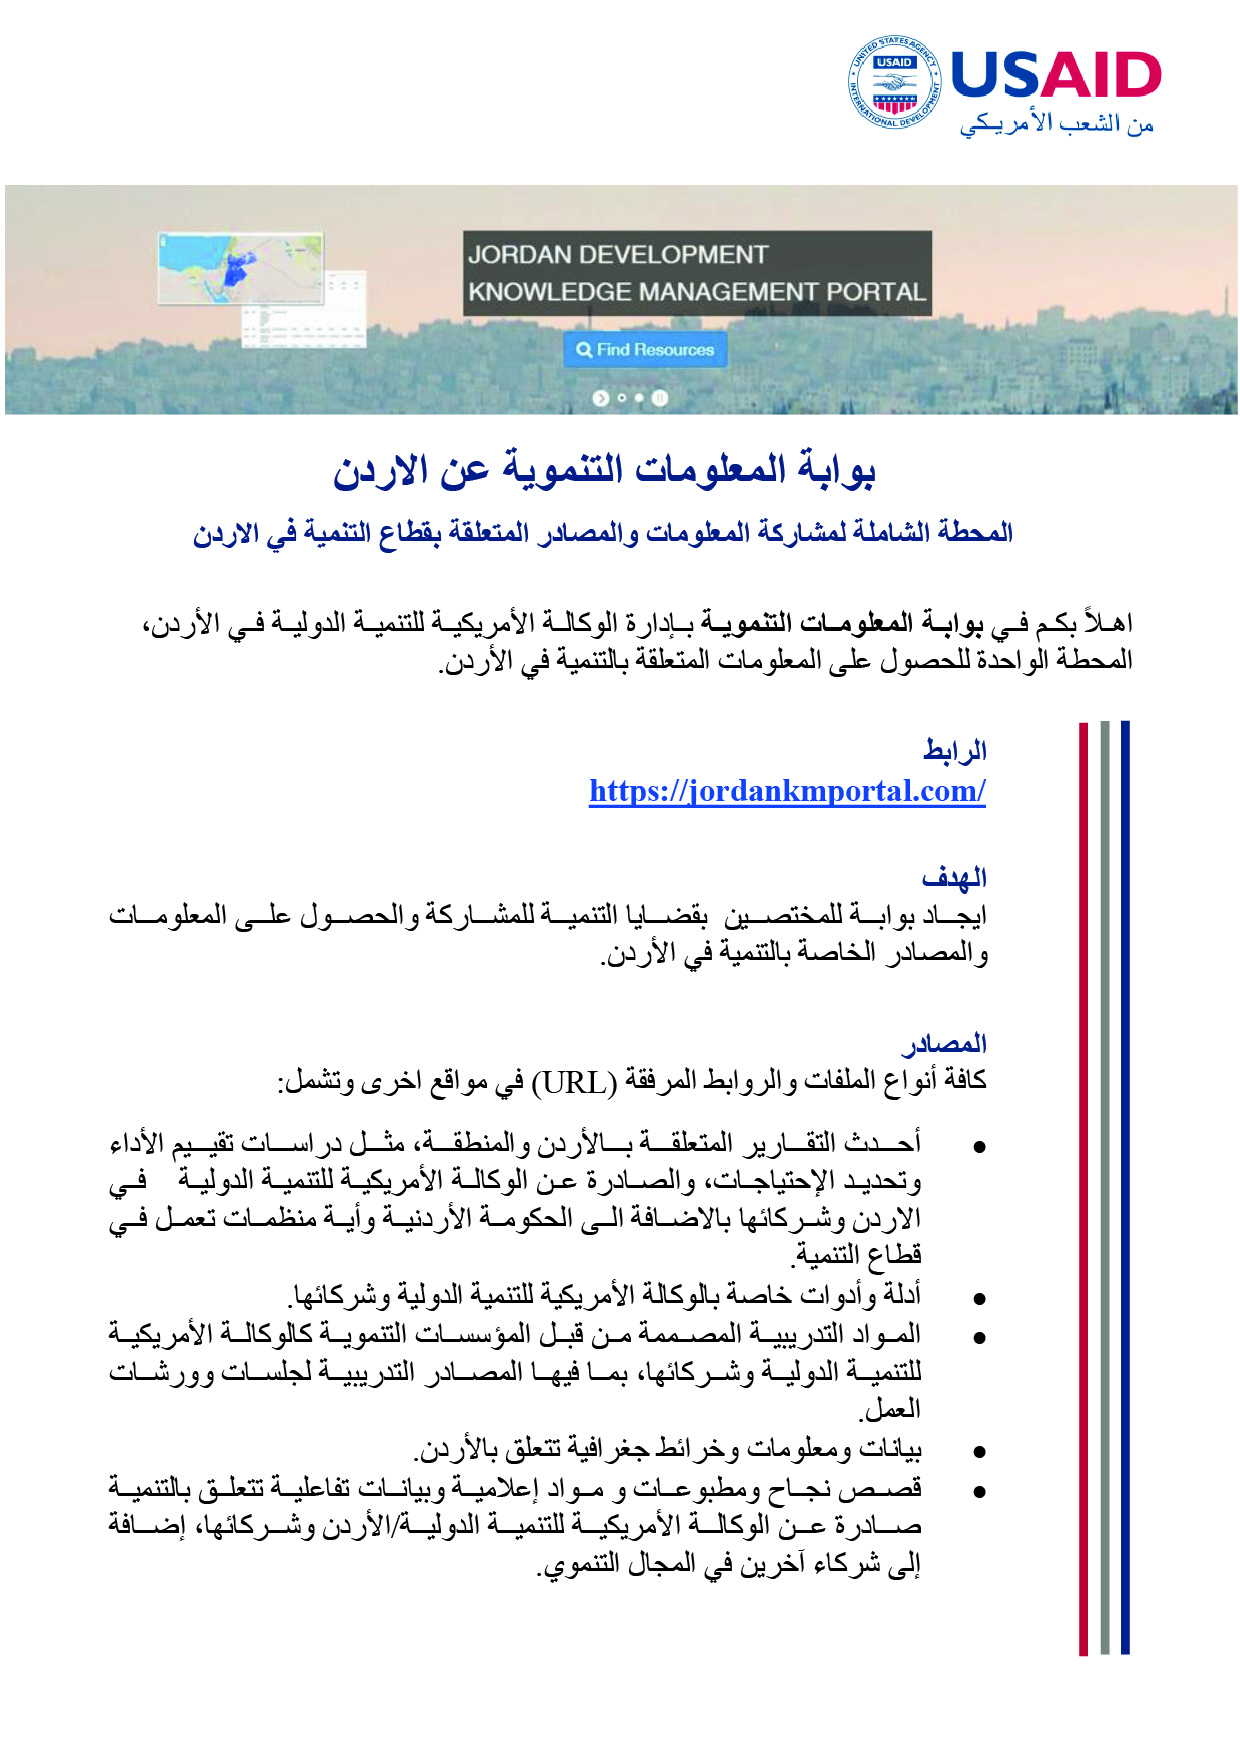 UNITED STATES AGENCY
USAID
INTERNATIONAL DEVELOPMENT
USAID
من الشعب الأمريكي
JORDAN DEVELOPMENT
KNOWLEDGE MANAGEMENT PORTAL
Find Resources
بوابة المعلومات التنموية عن الاردن
المحطة الشاملة لمشاركة المعلومات والمصادر المتعلقة بقطاع التنمية في الاردن
اهلاً بكم في بوابة المعلومات التنموية بإدارة الوكالة الأمريكية للتنمية الدولية في الأردن،
المحطة الواحدة للحصول على المعلومات المتعلقة بالتنمية في الأردن.
الرابط
https://jordankmportal.com/
الهدف
ايجاد بوابة للمختصين بقضايا التنمية للمشاركة والحصول على المعلومات
والمصادر الخاصة بالتنمية في الأردن.
المصادر
كافة أنواع الملفات والروابط المرفقة (URL) في مواقع اخرى وتشمل:
• أحدث التقارير المتعلقة بالأردن والمنطقة، مثل دراسات تقييم الأداء
وتحديد الإحتياجات، والصادرة عن الوكالة الأمريكية للتنمية الدولية في
الاردن وشركائها بالاضافة الى الحكومة الأردنية وأية منظمات تعمل في
قطاع التنمية.
• أدلة وأدوات خاصة بالوكالة الأمريكية للتنمية الدولية وشركائها.
• المواد التدريبية المصممة من قبل المؤسسات التنموية كالوكالة الأمريكية
للتنمية الدولية وشركائها، بما فيها المصادر التدريبية لجلسات وورشات
العمل.
• بيانات ومعلومات وخرائط جغرافية تتعلق بالأردن.
• قصص نجاح ومطبوعات و مواد إعلامية وبيانات تفاعلية تتعلق بالتنمية
صادرة عن الوكالة الأمريكية للتنمية الدولية/الأردن وشركائها، إضافة
إلى شركاء آخرين في المجال التنموي.